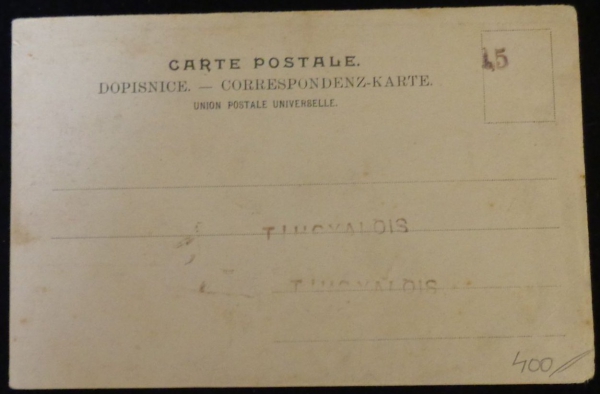 CARTE POSTALE.
15
DOPISNICE. — CORRESPONDENZ-KARTE.
UNION POSTALE UNIVERSELLE.
400